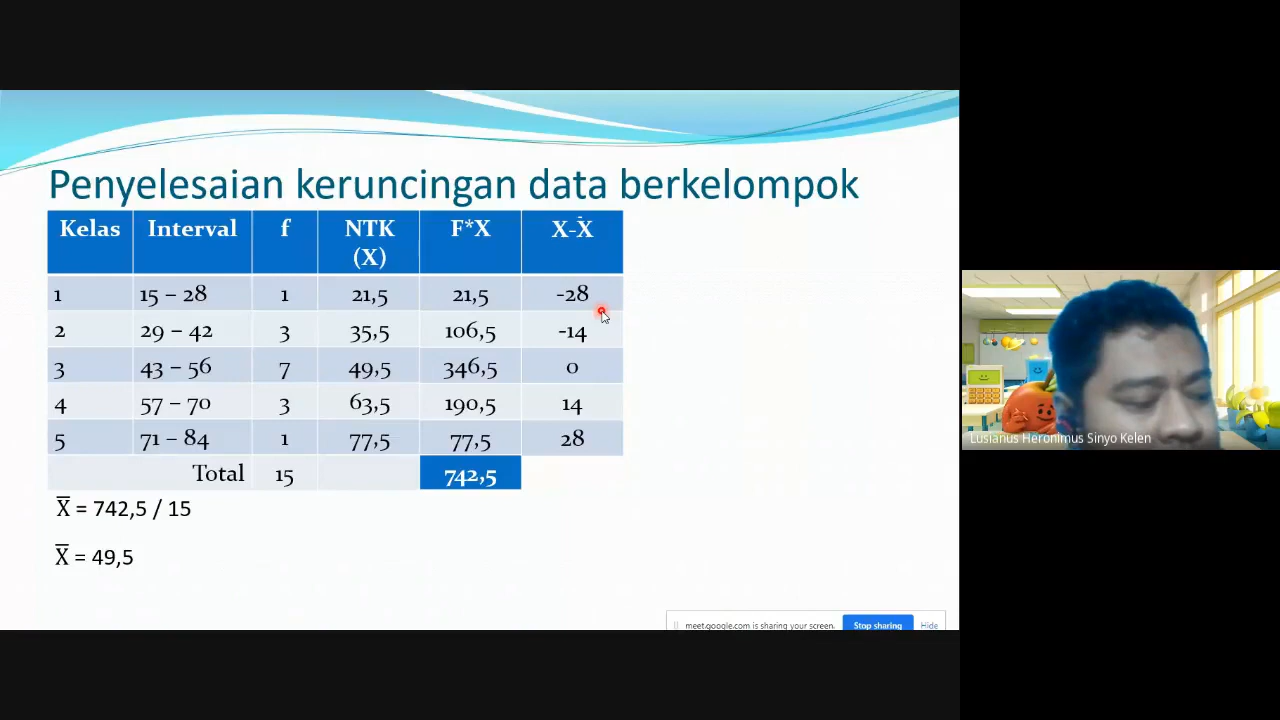 Penyelesaian keruncingan data berkelompok
Kelas Interval f NTK (X) F*X X-X̄
1 15 – 28 1 21,5 21,5 -28
2 29 – 42 3 35,5 106,5 -14
3 43 – 56 7 49,5 346,5 0
4 57 – 70 3 63,5 190,5 14
5 71 – 84 1 77,5 77,5 28
Total 15 742,5
X̄ = 742,5 / 15
X̄ = 49,5
meet.google.com is sharing your screen. Stop sharing Hide
Lusianus Heronimus Sinyo Kelen